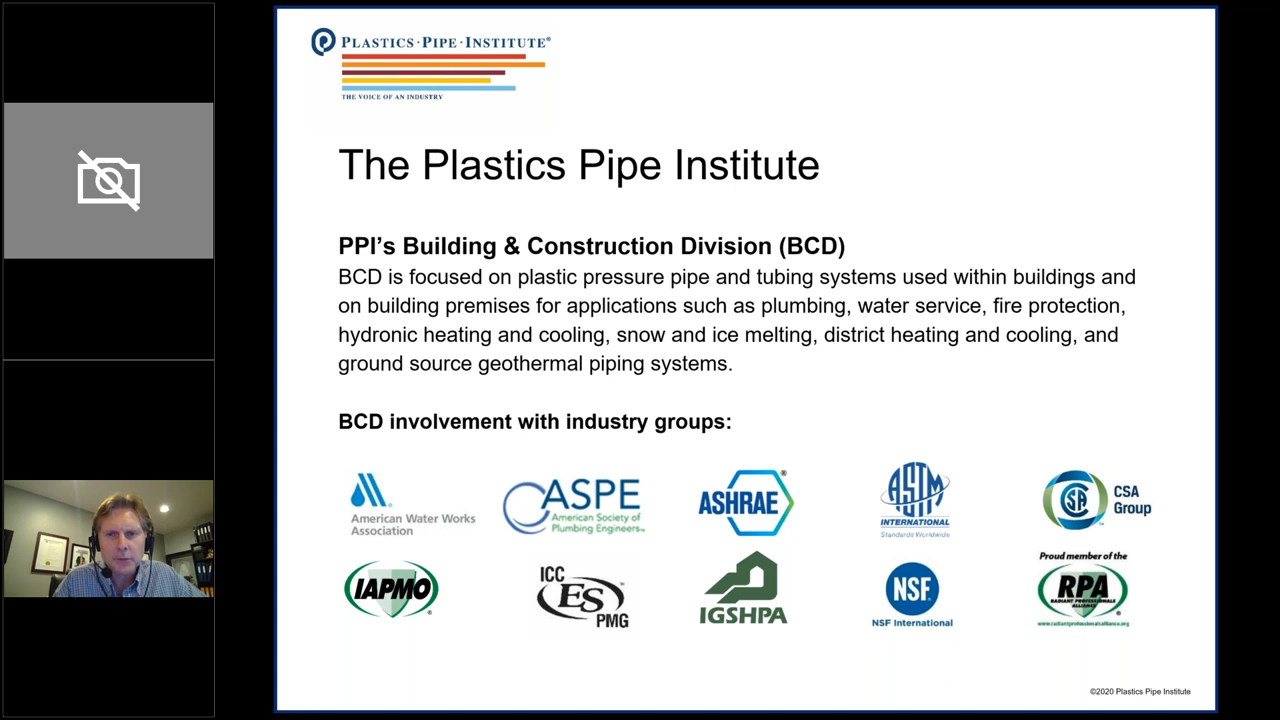 PLASTICS·PIPE·INSTITUTE®
THE VOICE OF AN INDUSTRY
The Plastics Pipe Institute
PPI's Building & Construction Division (BCD)
BCD is focused on plastic pressure pipe and tubing systems used within buildings and
on building premises for applications such as plumbing, water service, fire protection,
hydronic heating and cooling, snow and ice melting, district heating and cooling, and
ground source geothermal piping systems.
BCD involvement with industry groups:
American Water Works
Association
ASPE
American Society of
Plumbing Engineers™
ASHRAE®
ASTM
INTERNATIONAL
Standards Worldwide
CSA
CSA
Group
IAPMO®
ICC
ES™
PMG
IGSHPA
NSF
NSF International
Proud member of the
RPA
RADIANT PROFESSIONALS
ALLIANCE
www.radiantprofessionalsalliance.org
©2020 Plastics Pipe Institute